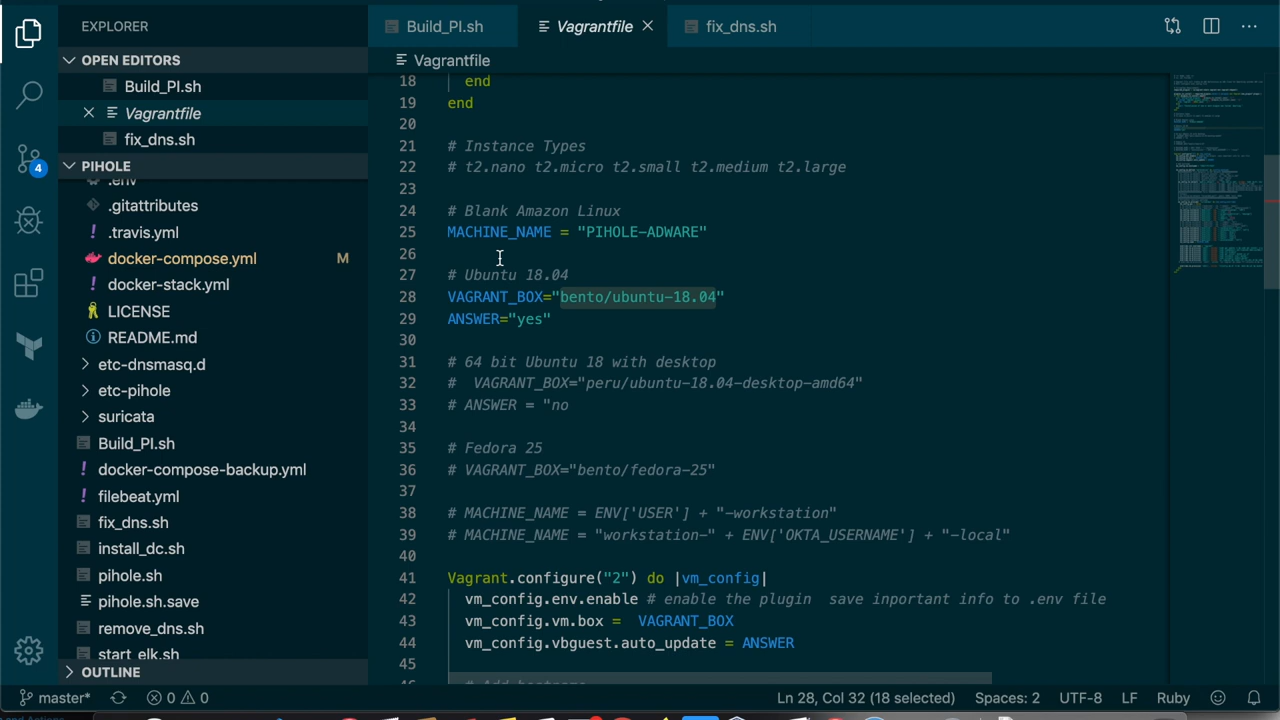 EXPLORER
OPEN EDITORS
Build_PI.sh
Vagrantfile
fix_dns.sh
PIHOLE
.env
.gitattributes
.travis.yml
docker-compose.yml M
docker-stack.yml
LICENSE
README.md
etc-dnsmasq.d
etc-pihole
suricata
Build_PI.sh
docker-compose-backup.yml
filebeat.yml
fix_dns.sh
install_dc.sh
pihole.sh
pihole.sh.save
remove_dns.sh
start_elk.sh
OUTLINE
4
Build_PI.sh Vagrantfile fix_dns.sh
Vagrantfile
18 end
19 end
20
21 # Instance Types
22 # t2.nano t2.micro t2.small t2.medium t2.large
23
24 # Blank Amazon Linux
25 MACHINE_NAME = "PIHOLE-ADWARE"
26
27 # Ubuntu 18.04
28 VAGRANT_BOX="bento/ubuntu-18.04"
29 ANSWER="yes"
30
31 # 64 bit Ubuntu 18 with desktop
32 #  VAGRANT_BOX="peru/ubuntu-18.04-desktop-amd64"
33 # ANSWER = "no
34
35 # Fedora 25
36 # VAGRANT_BOX="bento/fedora-25"
37
38 # MACHINE_NAME = ENV['USER'] + "-workstation"
39 # MACHINE_NAME = "workstation-" + ENV['OKTA_USERNAME'] + "-local"
40
41 Vagrant.configure("2") do |vm_config|
42 vm_config.env.enable # enable the plugin  save inportant info to .env file
43 vm_config.vm.box =  VAGRANT_BOX
44 vm_config.vbguest.auto_update = ANSWER
45
46 # Add hostname
master* 0 0 Ln 28, Col 32 (18 selected) Spaces: 2 UTF-8 LF Ruby